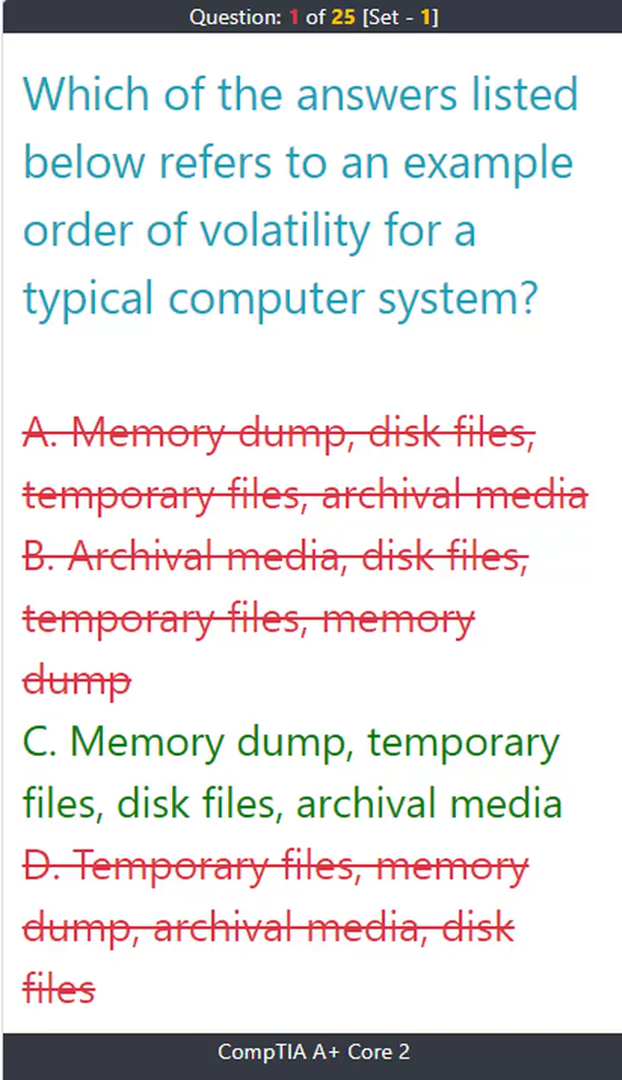 Question: 1 of 25 [Set - 1]
Which of the answers listed
below refers to an example
order of volatility for a
typical computer system?
A. Memory dump, disk files,
temporary files, archival media
B. Archival media, disk files,
temporary files, memory
dump
C. Memory dump, temporary
files, disk files, archival media
D. Temporary files, memory
dump, archival media, disk
files
CompTIA A+ Core 2